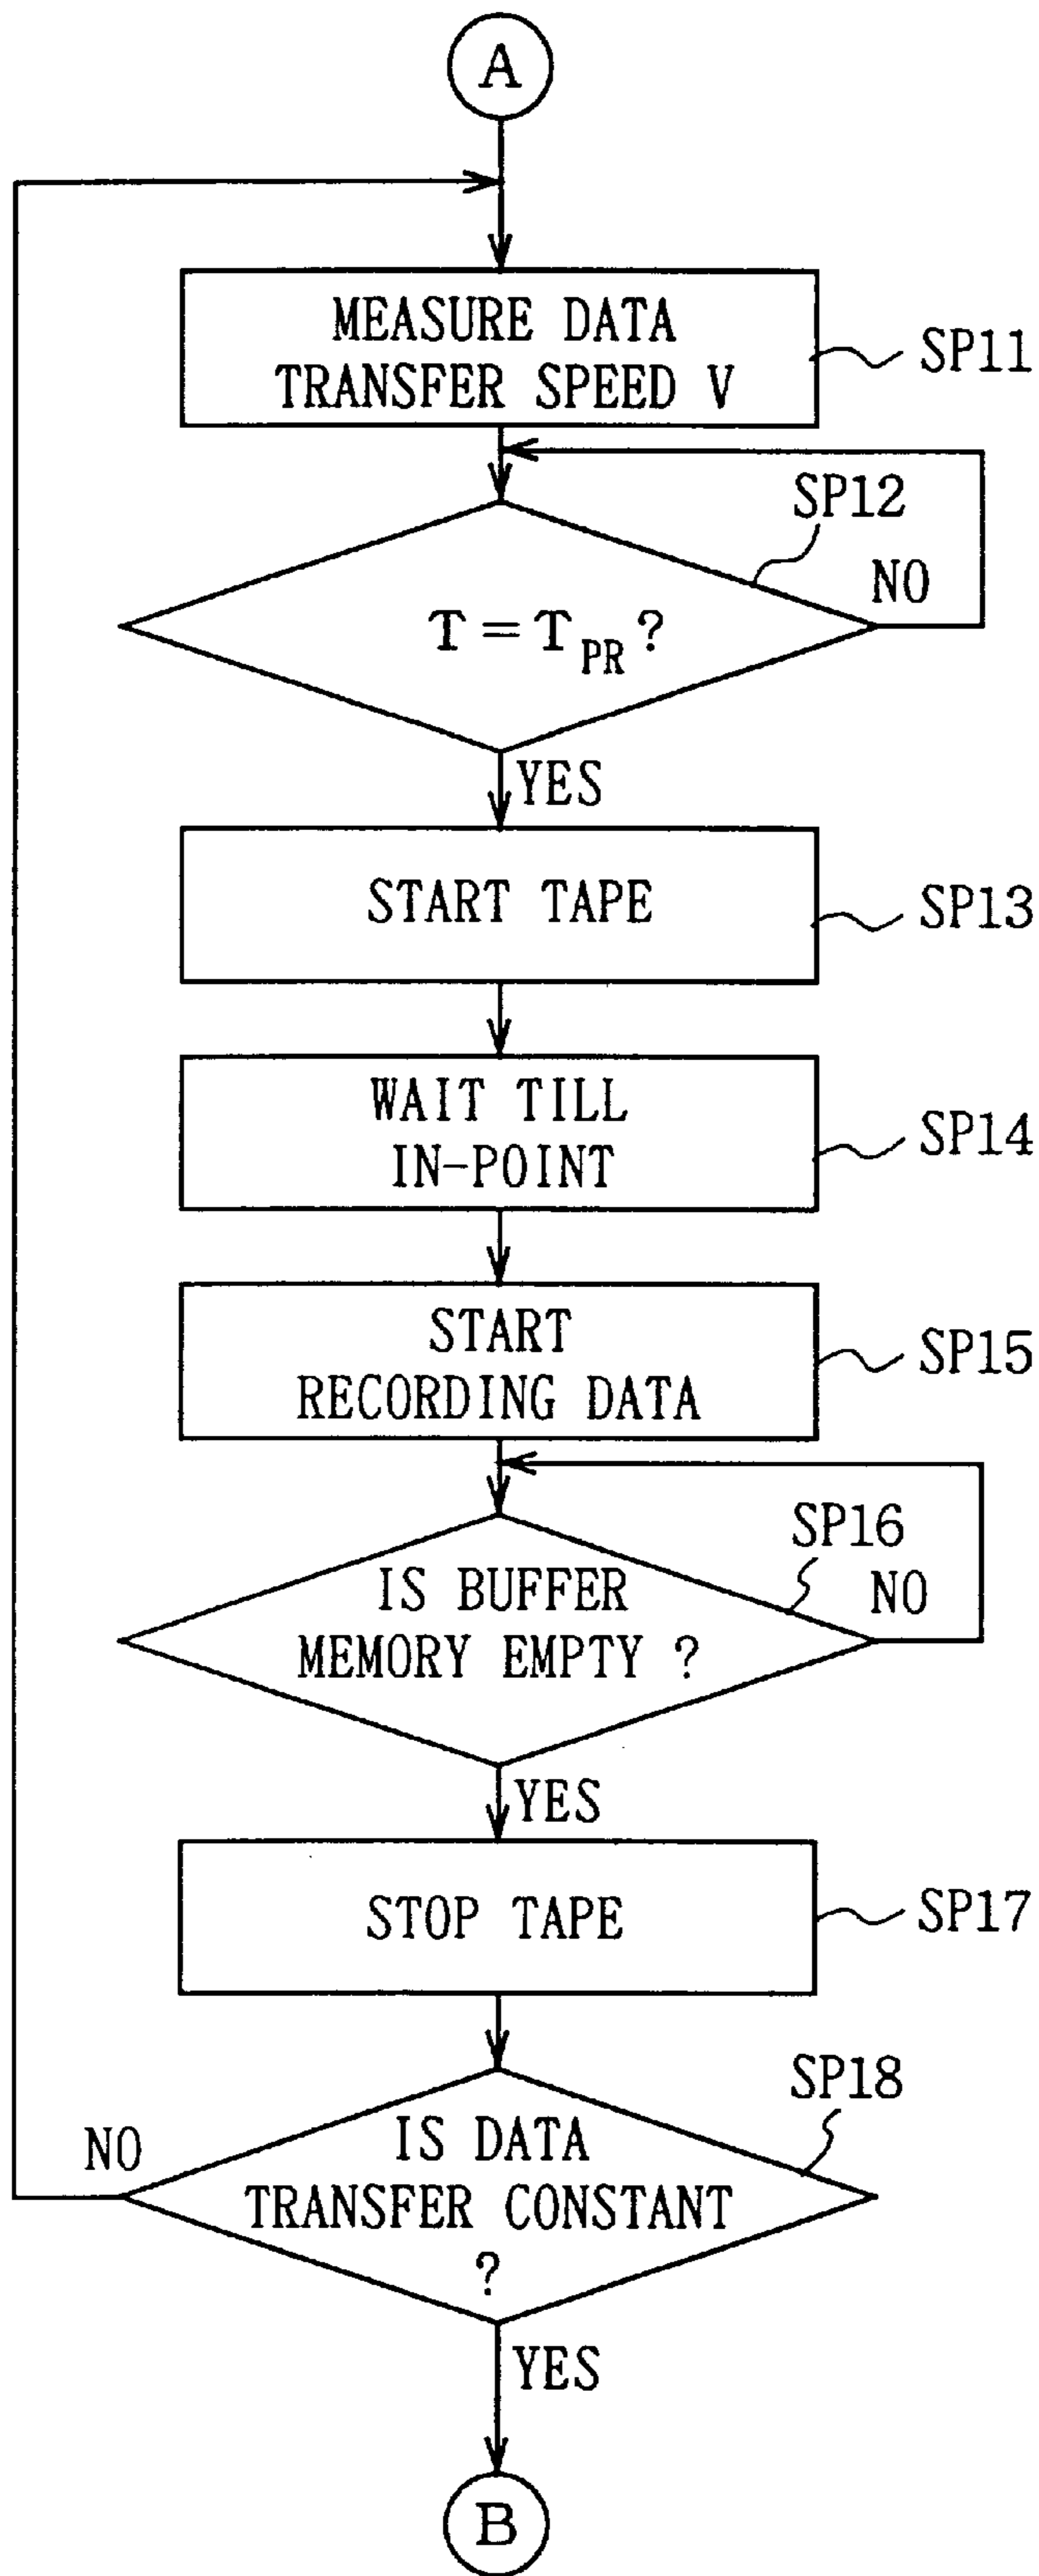 A
MEASURE DATA
TRANSFER SPEED V
SP11
SP12
NO
T = T_PR ?
YES
START TAPE
SP13
WAIT TILL
IN-POINT
SP14
START
RECORDING DATA
SP15
SP16
NO
IS BUFFER
MEMORY EMPTY ?
YES
STOP TAPE
SP17
SP18
NO
IS DATA
TRANSFER CONSTANT
?
YES
B